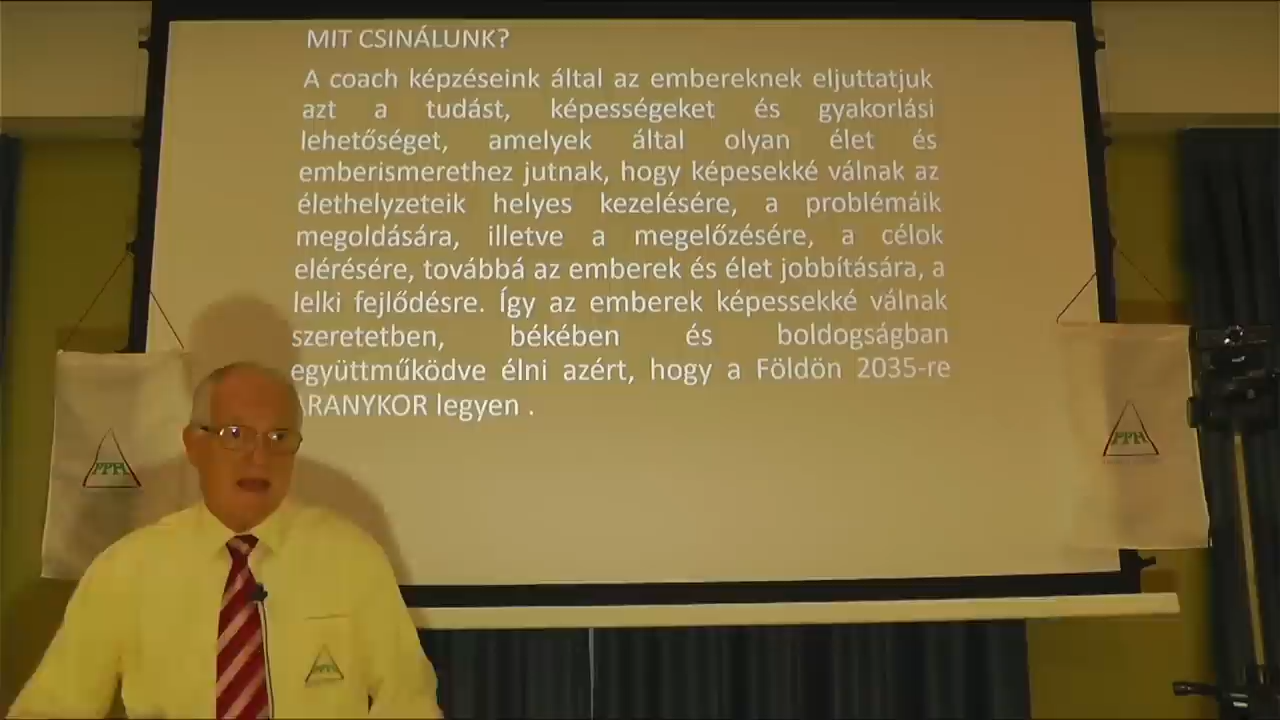 MIT CSINÁLUNK?
A coach képzéseink által az embereknek eljuttatjuk
azt a tudást, képességeket és gyakorlási
lehetőséget, amelyek által olyan élet és
emberismerethez jutnak, hogy képesekké válnak az
élethelyzeteik helyes kezelésére, a problémáik
megoldására, illetve a megelőzésére, a célok
elérésére, továbbá az emberek és élet jobbítására, a
lelki fejlődésre. Így az emberek képessekké válnak
szeretetben, békében és boldogságban
együttműködve élni azért, hogy a Földön 2035-re
ARANYKOR legyen .